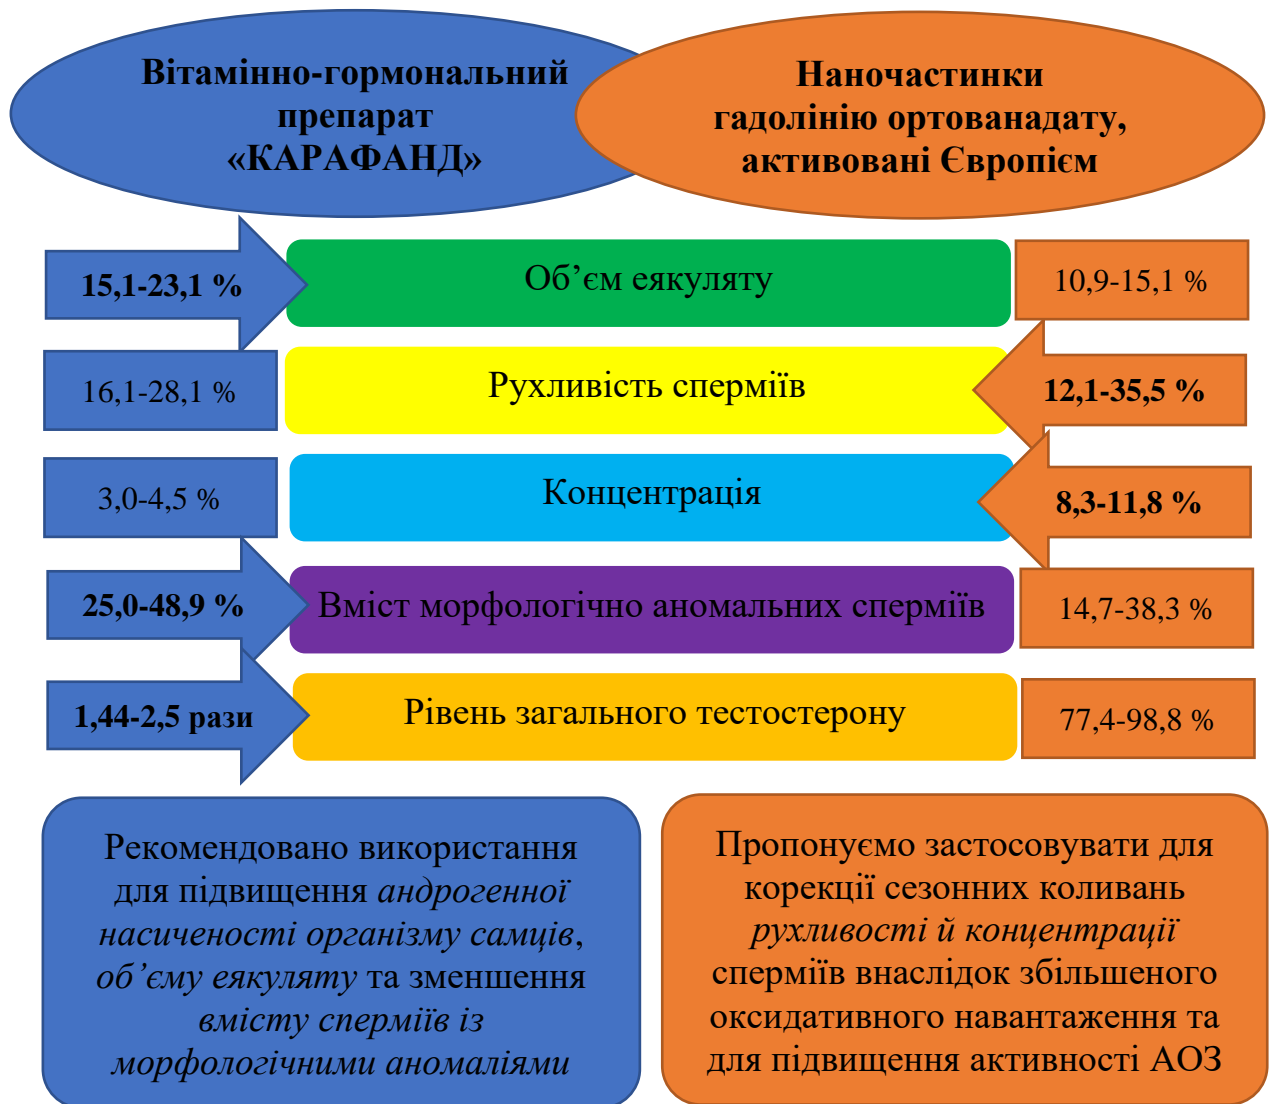 Вітамінно-гормональний
препарат
«КАРАФАНД»
Наночастинки
гадолінію ортованадату,
активовані Європієм
15,1-23,1 %
Об’єм еякуляту
10,9-15,1 %
16,1-28,1 %
Рухливість сперміїв
12,1-35,5 %
3,0-4,5 %
Концентрація
8,3-11,8 %
25,0-48,9 %
Вміст морфологічно аномальних сперміїв
14,7-38,3 %
1,44-2,5 рази
Рівень загального тестостерону
77,4-98,8 %
Рекомендовано використання
для підвищення андрогенної
насиченості організму самців,
об’єму еякуляту та зменшення
вмісту сперміїв із
морфологічними аномаліями
Пропонуємо застосовувати для
корекції сезонних коливань
рухливості й концентрації
сперміїв внаслідок збільшеного
оксидативного навантаження та
для підвищення активності АОЗ